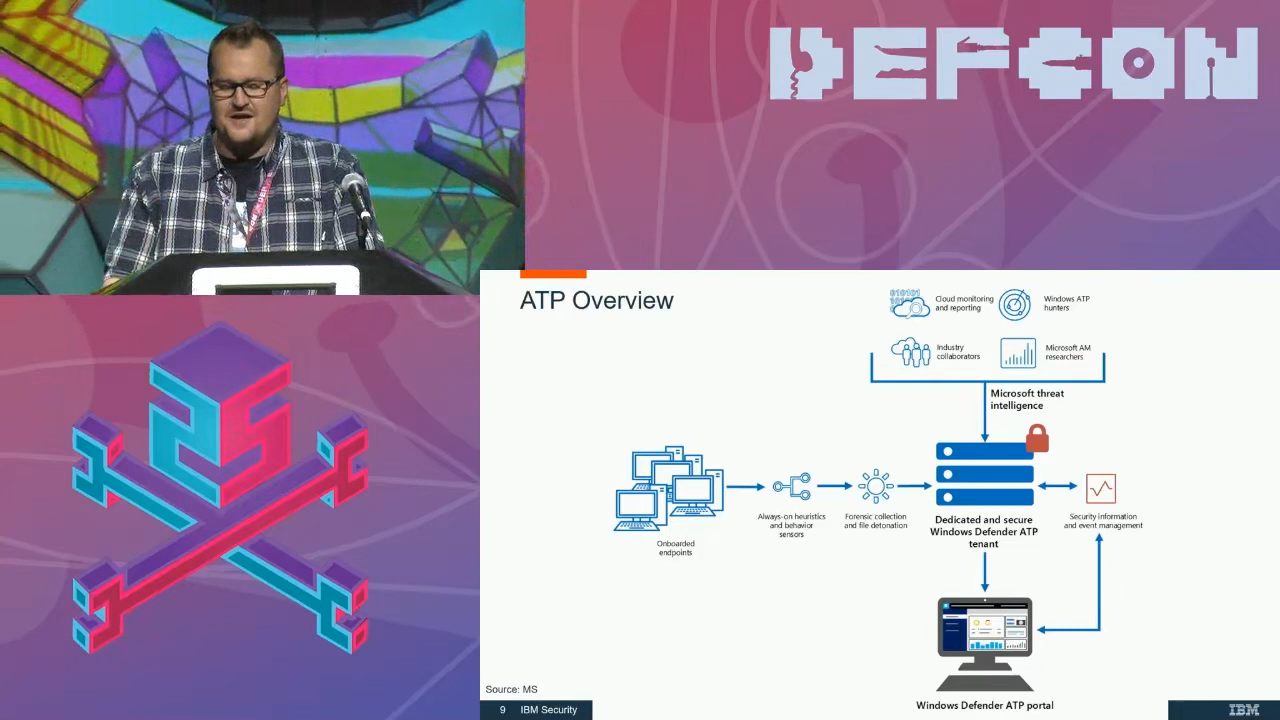 DEFCON
ATP Overview
Cloud monitoring
and reporting
Windows ATP
hunters
Industry
collaborators
Microsoft AM
researchers
Microsoft threat
intelligence
Onboarded
endpoints
Always-on heuristics
and behavior
sensors
Forensic collection
and file detonation
Dedicated and secure
Windows Defender ATP
tenant
Security information
and event management
Windows Defender ATP portal
Source: MS
9 IBM Security
IBM